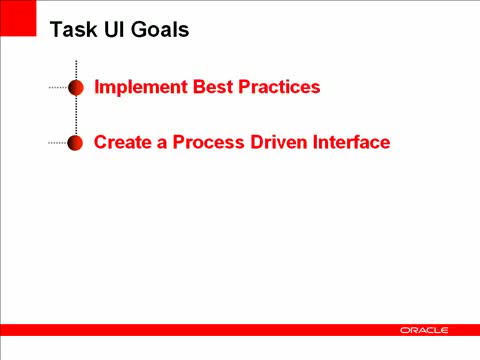 Task UI Goals
Implement Best Practices
Create a Process Driven Interface
ORACLE